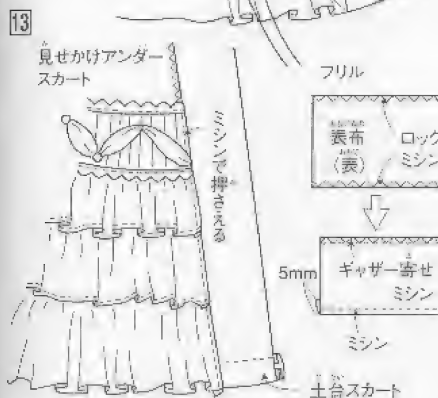 13
見せかけアンダー
スカート
ミシンで押さえる
土台スカート
フリル
表布
(表)
ロック
ミシン
ギャザー寄せ
ミシン
5mm
ミシン